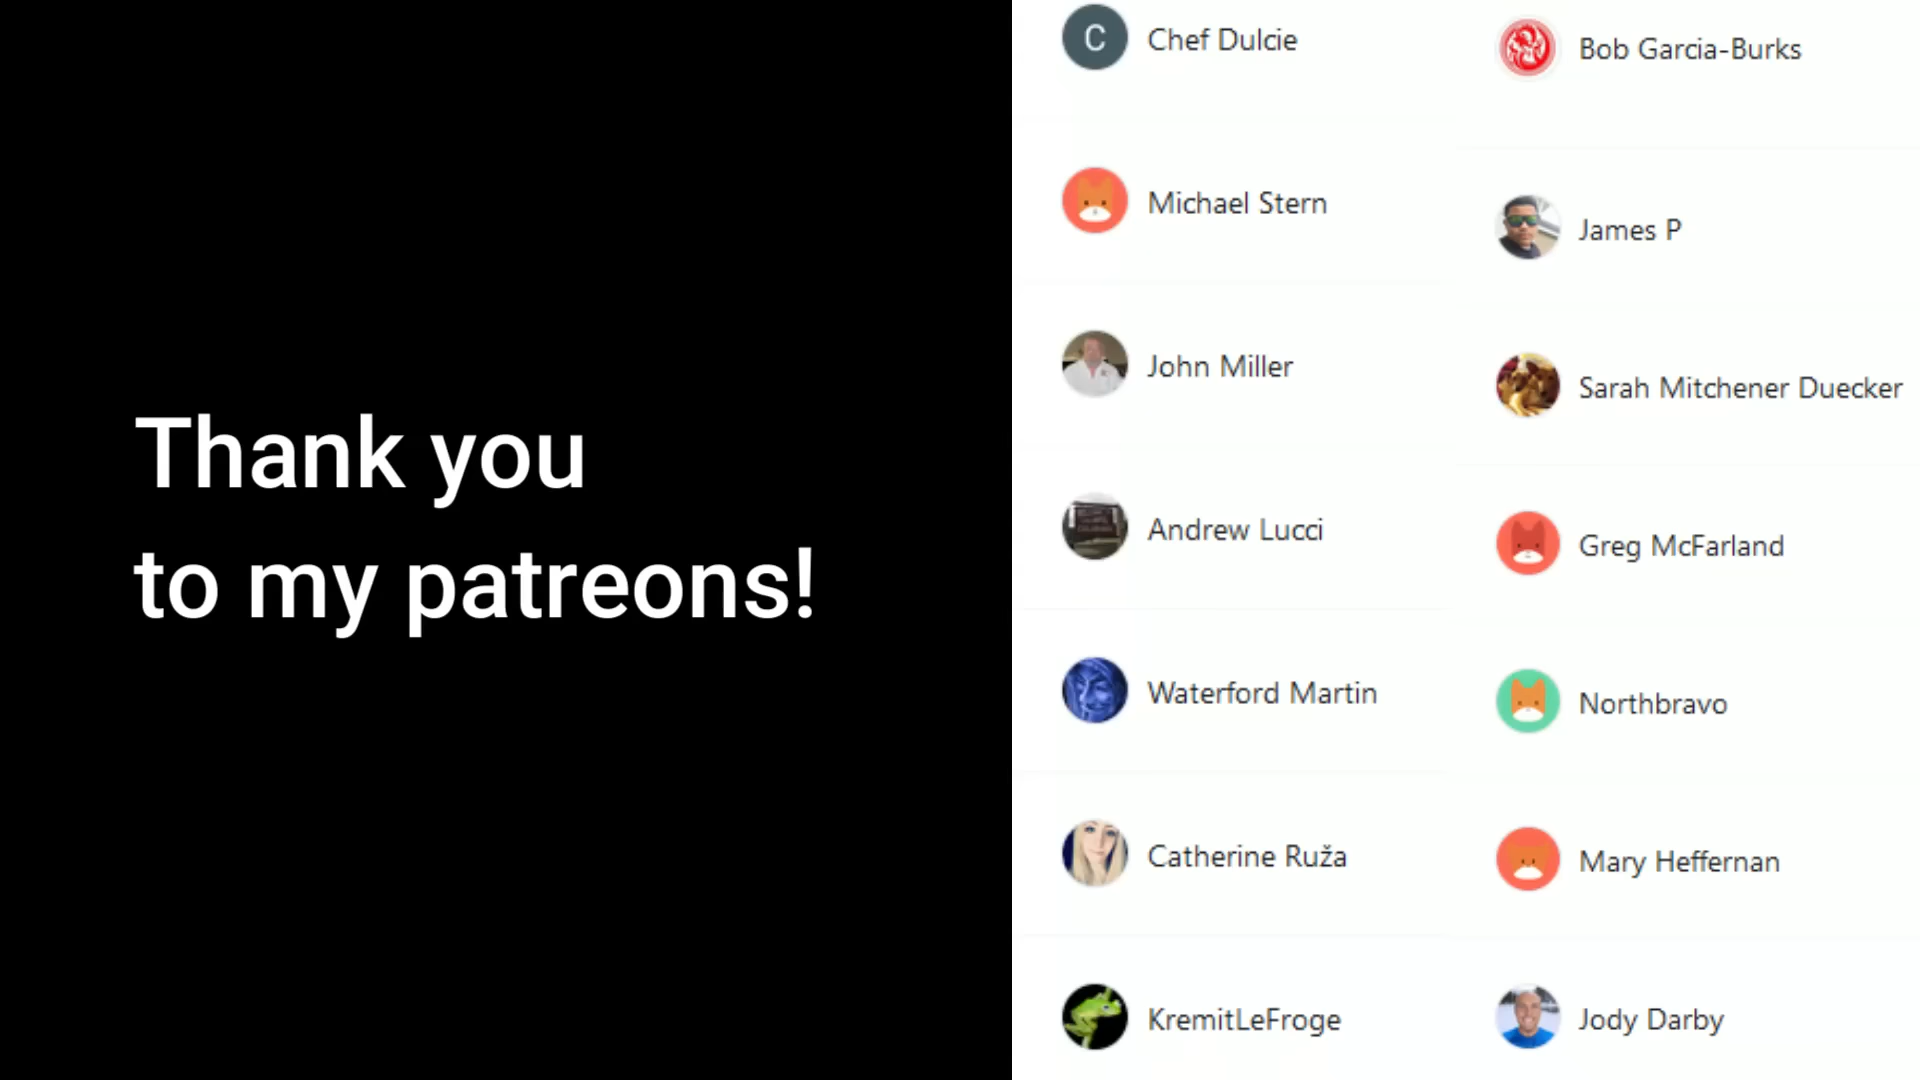 Thank you
to my patreons!
C
Chef Dulcie
Michael Stern
John Miller
Andrew Lucci
Waterford Martin
Catherine Ruža
KremitLeFroge
Bob Garcia-Burks
James P
Sarah Mitchener Duecker
Greg McFarland
Northbravo
Mary Heffernan
Jody Darby